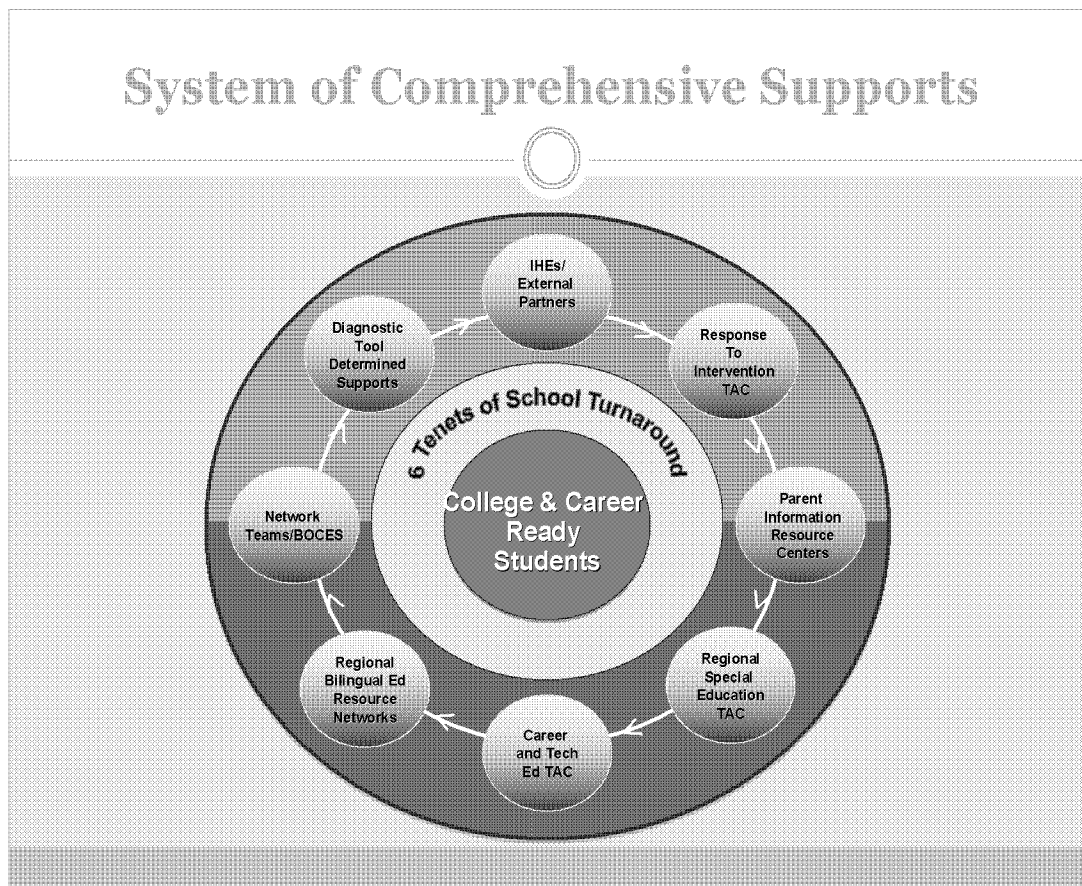 System of Comprehensive Supports
IHEs/
External
Partners
Response
To
Intervention
TAC
Parent
Information
Resource
Centers
Regional
Special
Education
TAC
Career
and Tech
Ed TAC
Regional
Bilingual Ed
Resource
Networks
Network
Teams/BOCES
Diagnostic
Tool
Determined
Supports
6 Tenets of School Turnaround
College & Career
Ready
Students